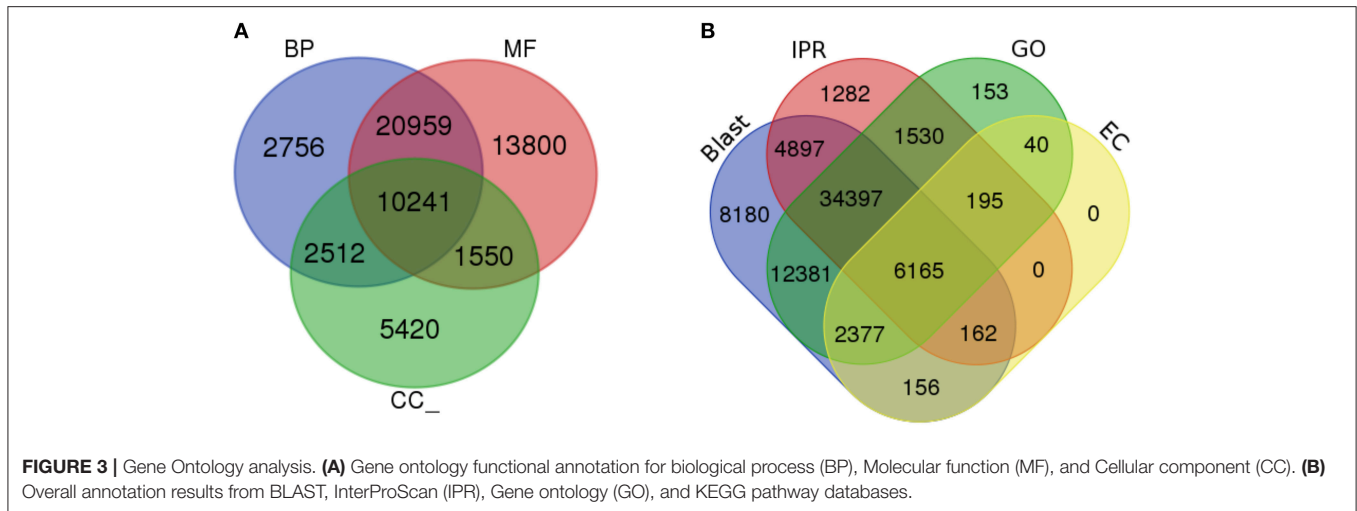 A
BP
MF
2756
20959
13800
10241
2512
1550
5420
CC_
B
IPR
GO
Blast
EC
1282
153
4897
1530
40
8180
34397
195
0
12381
6165
0
2377
162
156
FIGURE 3 | Gene Ontology analysis. (A) Gene ontology functional annotation for biological process (BP), Molecular function (MF), and Cellular component (CC). (B)
Overall annotation results from BLAST, InterProScan (IPR), Gene ontology (GO), and KEGG pathway databases.